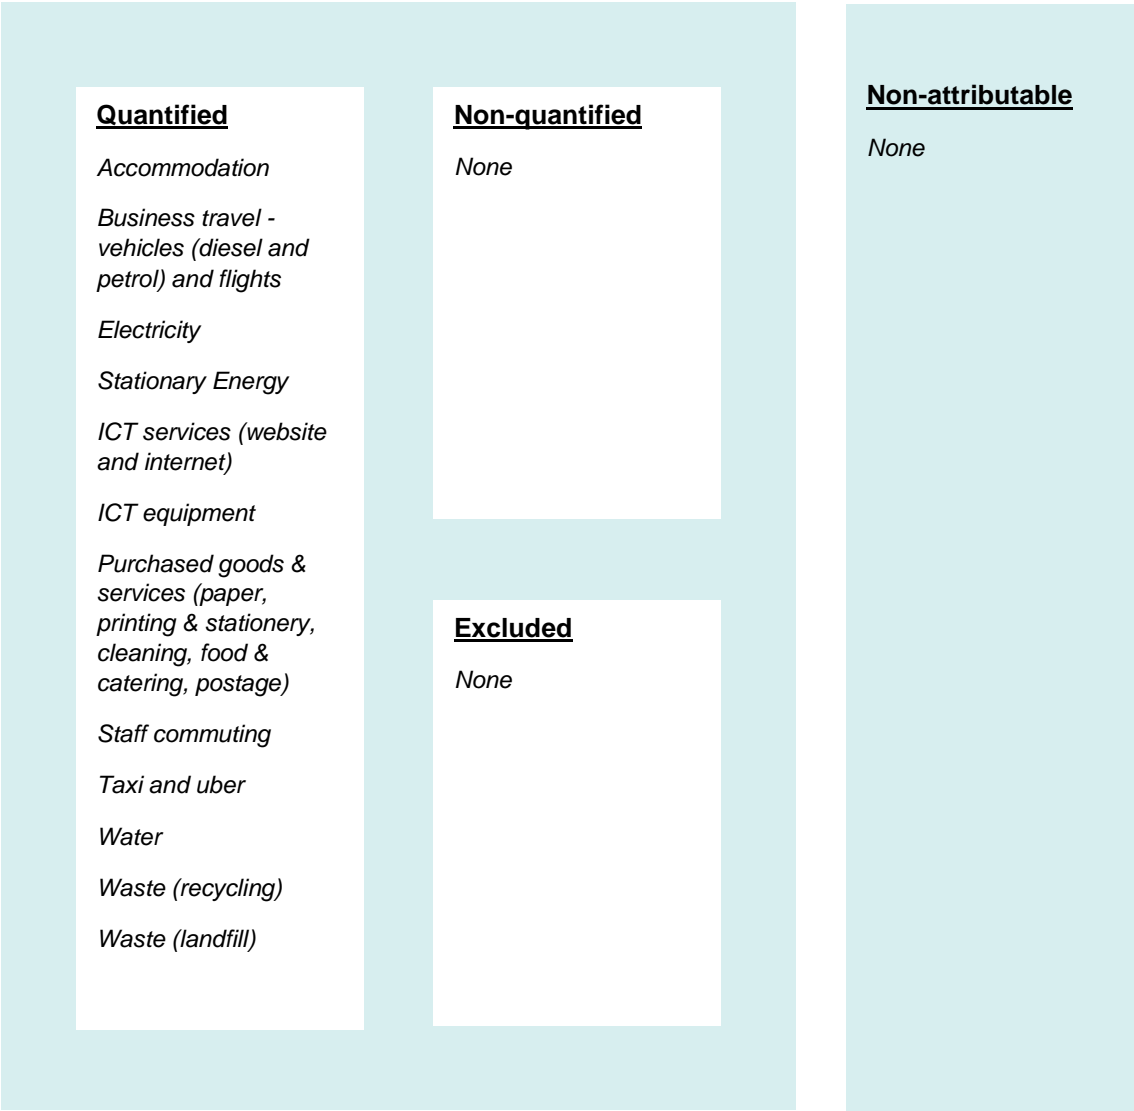 Quantified
Accommodation
Business travel -
vehicles (diesel and
petrol) and flights
Electricity
Stationary Energy
ICT services (website
and internet)
ICT equipment
Purchased goods &
services (paper,
printing & stationery,
cleaning, food &
catering, postage)
Staff commuting
Taxi and uber
Water
Waste (recycling)
Waste (landfill)
Non-quantified
None
Excluded
None
Non-attributable
None